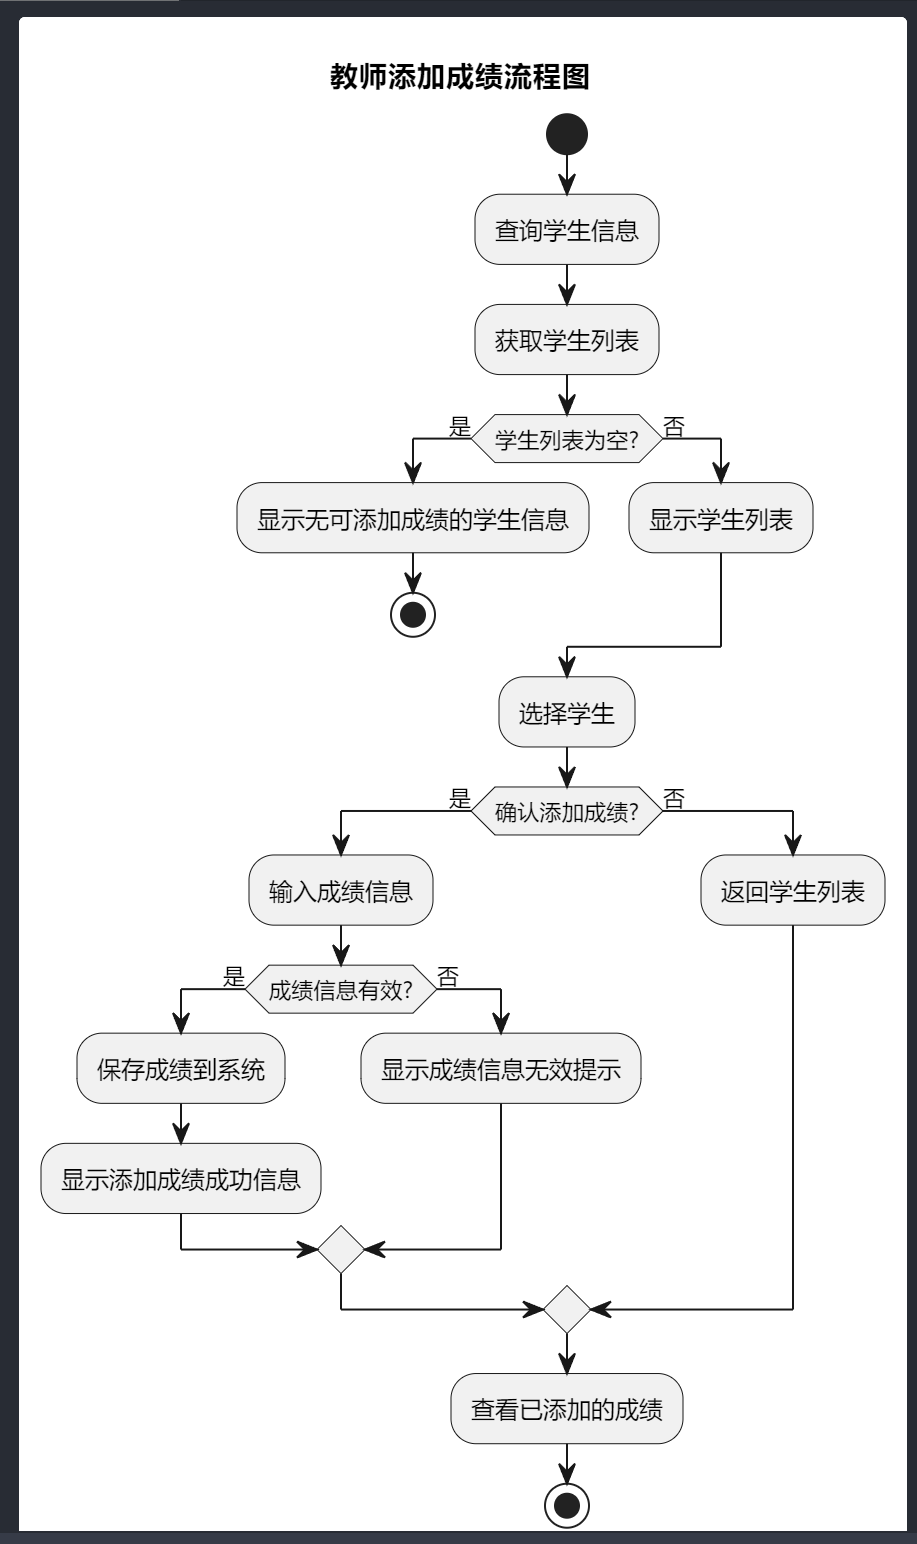 教师添加成绩流程图
查询学生信息
获取学生列表
是
学生列表为空?
否
显示无可添加成绩的学生信息
显示学生列表
选择学生
是
确认添加成绩?
否
输入成绩信息
返回学生列表
是
成绩信息有效?
否
保存成绩到系统
显示成绩信息无效提示
显示添加成绩成功信息
查看已添加的成绩